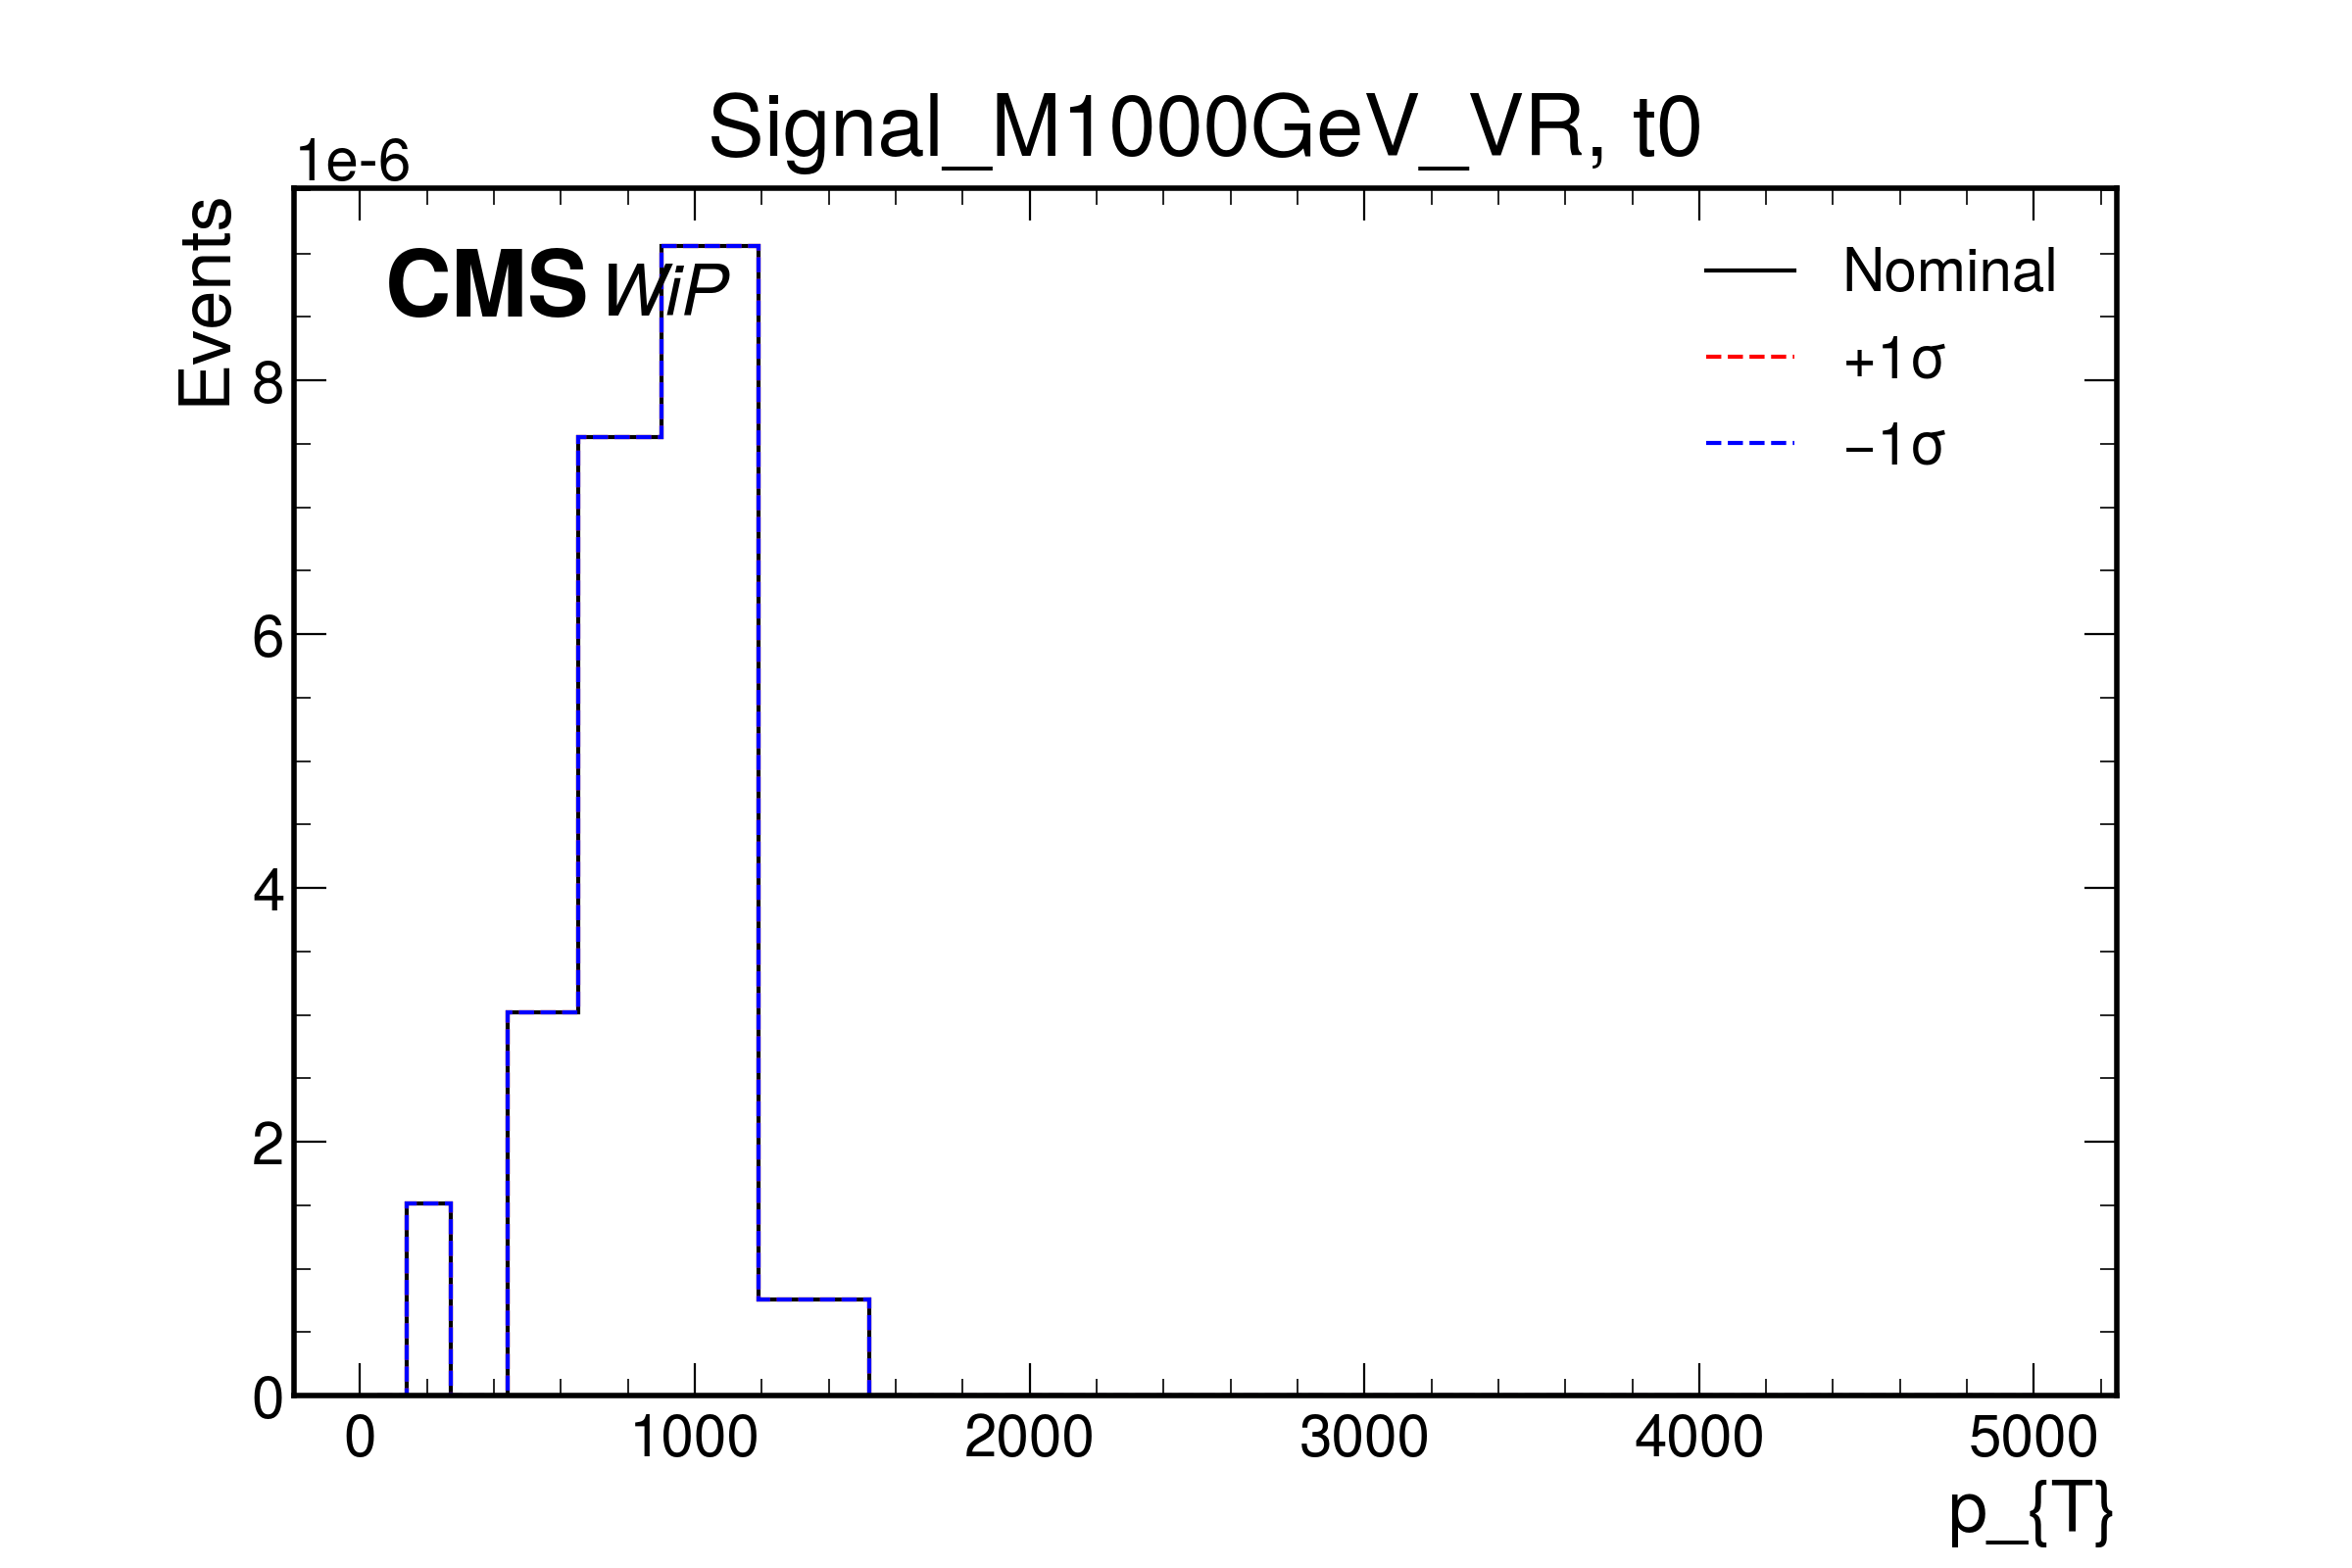 Signal_M1000GeV_VR, t0
1e-6
Events
CMS WiP
Nominal
+1σ
−1σ
8
6
4
2
0
0 1000 2000 3000 4000 5000
p_{T}